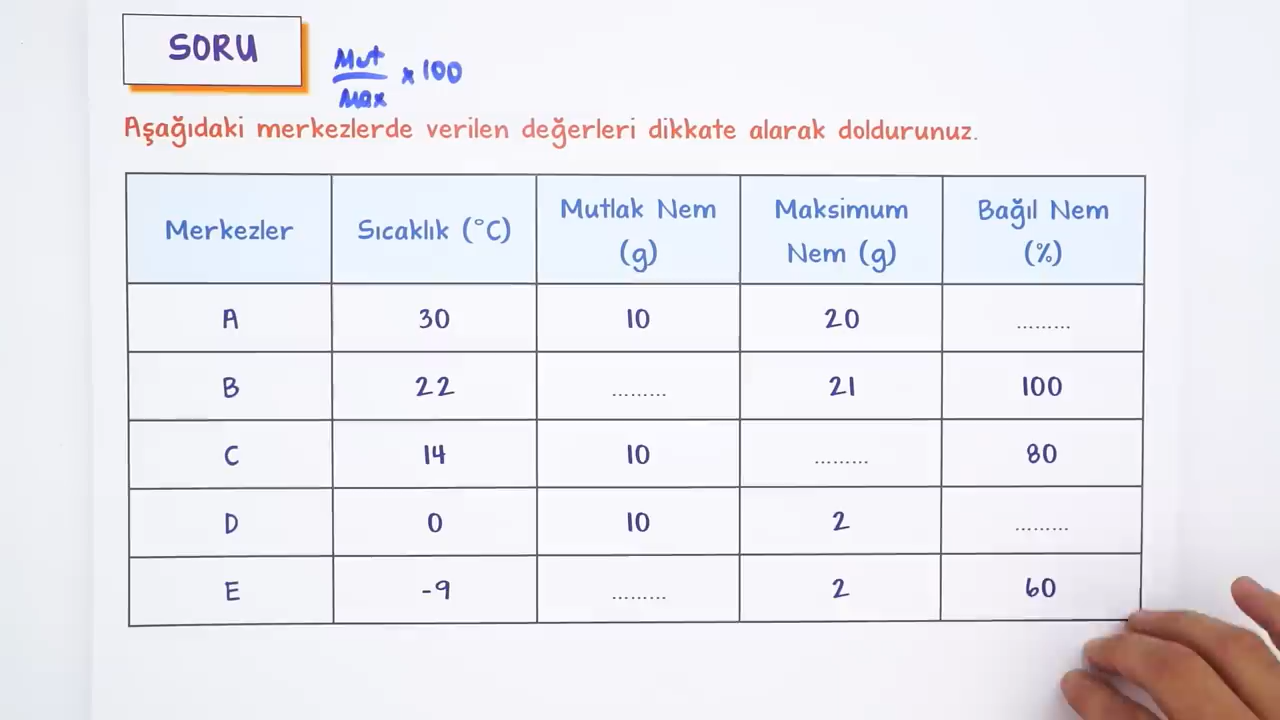 SORU
Mut
Max × 100
Aşağıdaki merkezlerde verilen değerleri dikkate alarak doldurunuz.
Merkezler Sıcaklık (°C) Mutlak Nem (g) Maksimum Nem (g) Bağıl Nem (%)
A 30 10 20 .........
B 22 ......... 21 100
C 14 10 ......... 80
D 0 10 2 .........
E -9 ......... 2 60